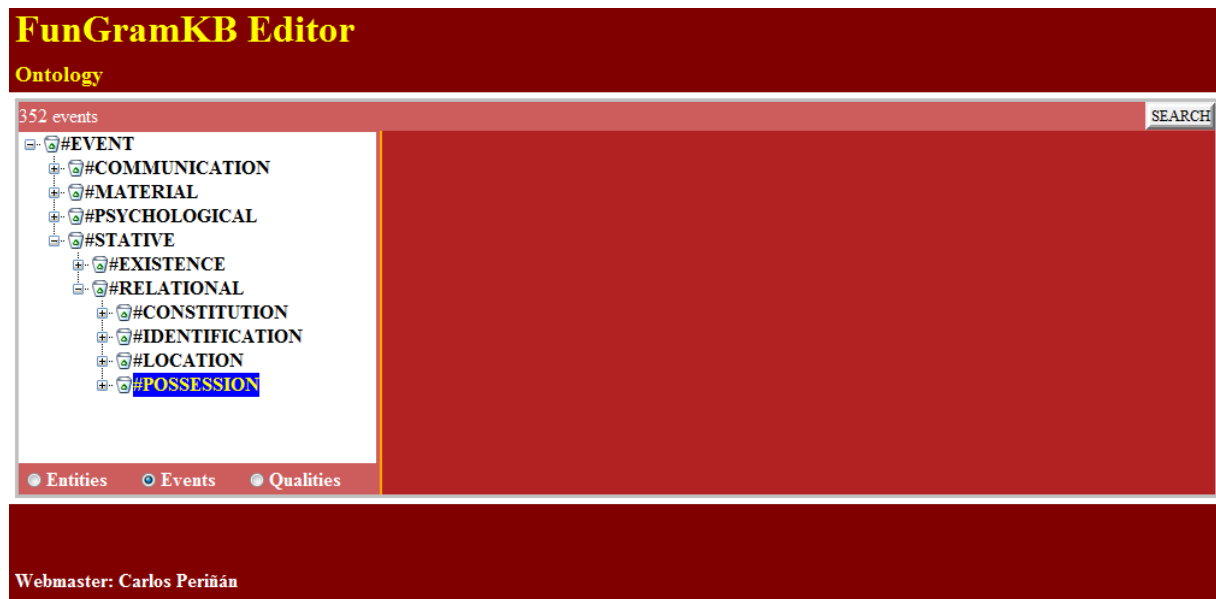 FunGramKB Editor
Ontology
352 events
SEARCH
#EVENT
#COMMUNICATION
#MATERIAL
#PSYCHOLOGICAL
#STATIVE
#EXISTENCE
#RELATIONAL
#CONSTITUTION
#IDENTIFICATION
#LOCATION
#POSSESSION
Entities Events Qualities
Webmaster: Carlos Periñán